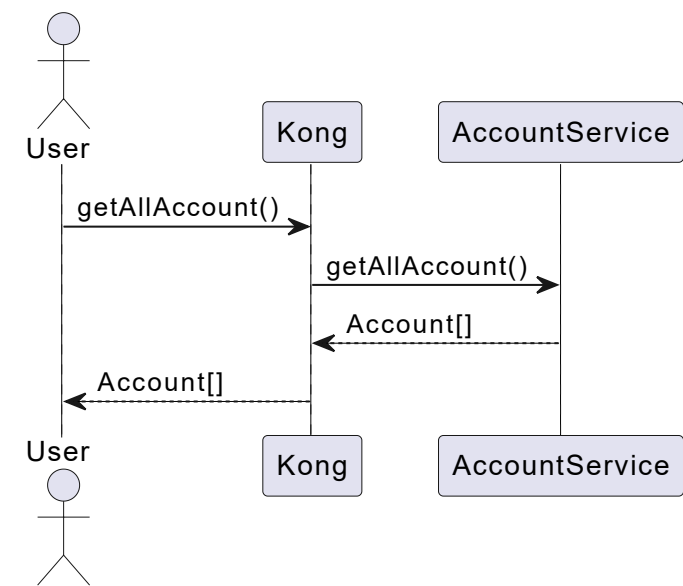 User
Kong
AccountService
getAllAccount()
getAllAccount()
Account[]
Account[]
User
Kong
AccountService